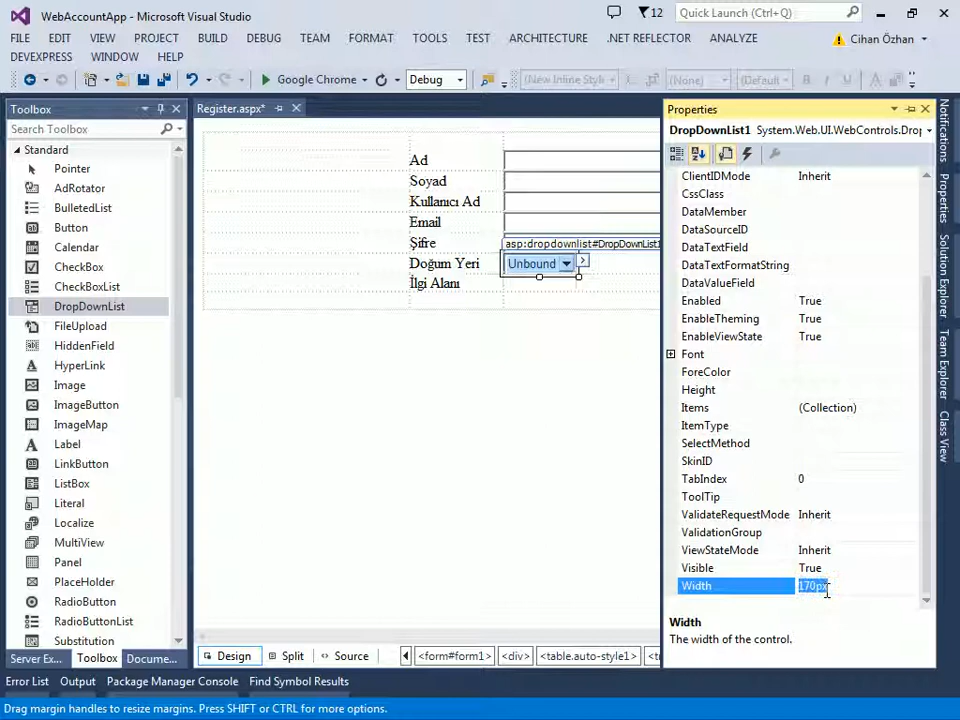 WebAccountApp - Microsoft Visual Studio
12
Quick Launch (Ctrl+Q)
FILE EDIT VIEW PROJECT BUILD DEBUG TEAM FORMAT TOOLS TEST ARCHITECTURE .NET REFLECTOR ANALYZE
Cihan Özhan
DEVEXPRESS WINDOW HELP
Google Chrome
Debug
(New Inline Style)
(None)
(Default)
B I U A
Toolbox
Search Toolbox
Standard
Pointer
AdRotator
BulletedList
Button
Calendar
CheckBox
CheckBoxList
DropDownList
FileUpload
HiddenField
HyperLink
Image
ImageButton
ImageMap
Label
LinkButton
ListBox
Literal
Localize
MultiView
Panel
PlaceHolder
RadioButton
RadioButtonList
Substitution
Server Ex... Toolbox Docume...
Register.aspx*
Ad
Soyad
Kullanıcı Ad
Email
Şifre
asp:dropdownlist#DropDownList1
Doğum Yeri
Unbound
İlgi Alanı
Design Split Source
<form#form1> <div> <table.auto-style1> <tr
Properties
DropDownList1 System.Web.UI.WebControls.Drop
ClientIDMode Inherit
CssClass
DataMember
DataSourceID
DataTextField
DataTextFormatString
DataValueField
Enabled True
EnableTheming True
EnableViewState True
Font
ForeColor
Height
Items (Collection)
ItemType
SelectMethod
SkinID
TabIndex 0
ToolTip
ValidateRequestMode Inherit
ValidationGroup
ViewStateMode Inherit
Visible True
Width 170px
Width
The width of the control.
Notifications
Properties
Solution Explorer
Team Explorer
Class View
Error List Output Package Manager Console Find Symbol Results
Drag margin handles to resize margins. Press SHIFT or CTRL for more options.